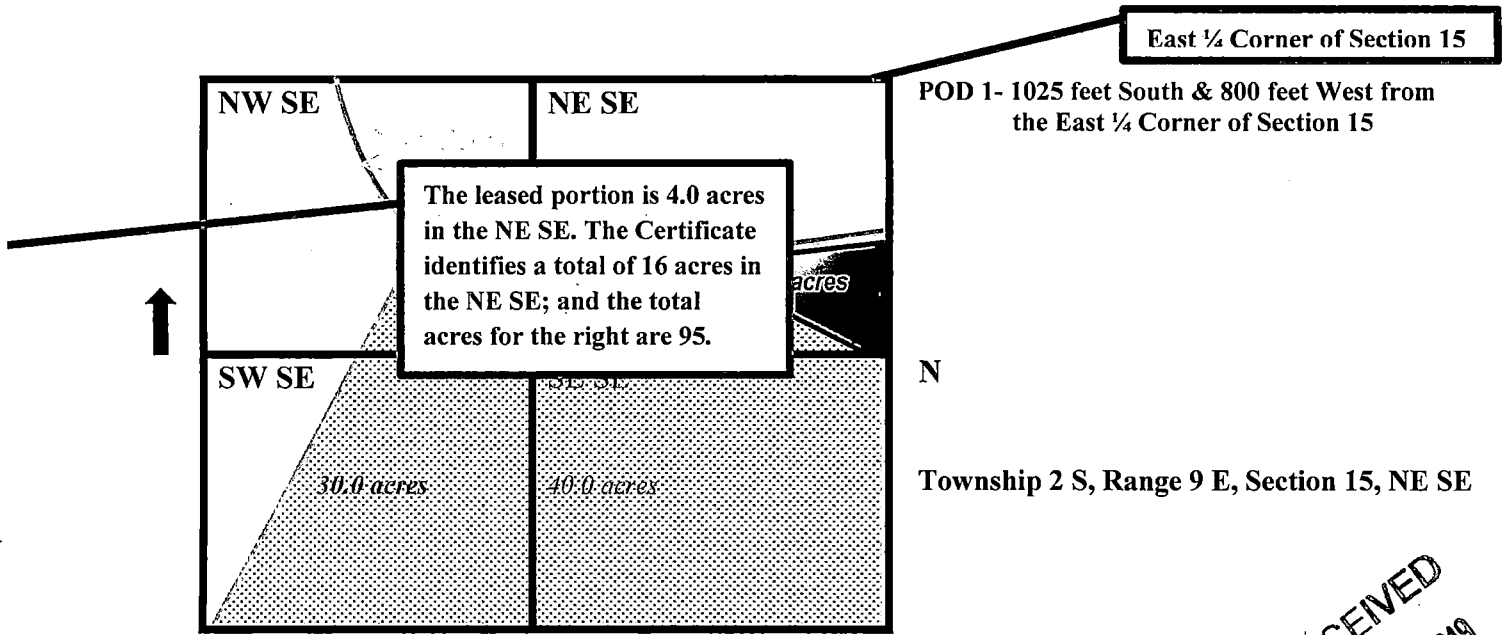 East ¼ Corner of Section 15
NW SE
NE SE
POD 1- 1025 feet South & 800 feet West from
the East ¼ Corner of Section 15
The leased portion is 4.0 acres
in the NE SE. The Certificate
identifies a total of 16 acres in
the NE SE; and the total
acres for the right are 95.
acres
SW SE
SE SE
N
30.0 acres
40.0 acres
Township 2 S, Range 9 E, Section 15, NE SE